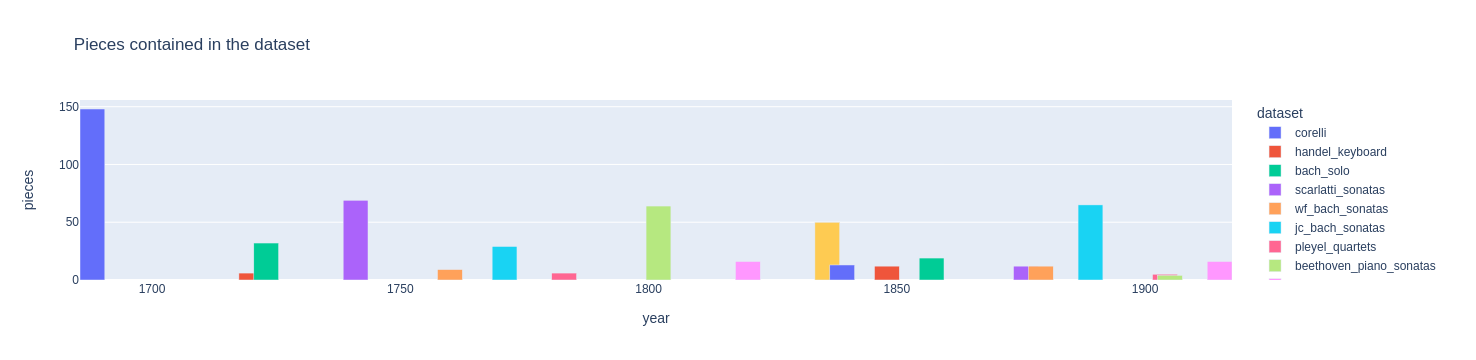 Pieces contained in the dataset
150
100
50
0
pieces
1700
1750
1800
1850
1900
year
dataset
corelli
handel_keyboard
bach_solo
scarlatti_sonatas
wf_bach_sonatas
jc_bach_sonatas
pleyel_quartets
beethoven_piano_sonatas